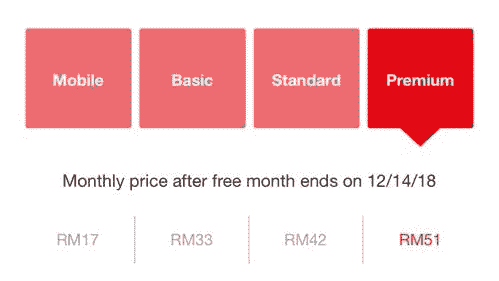 Mobile Basic Standard Premium
Monthly price after free month ends on 12/14/18
RM17 RM33 RM42 RM51